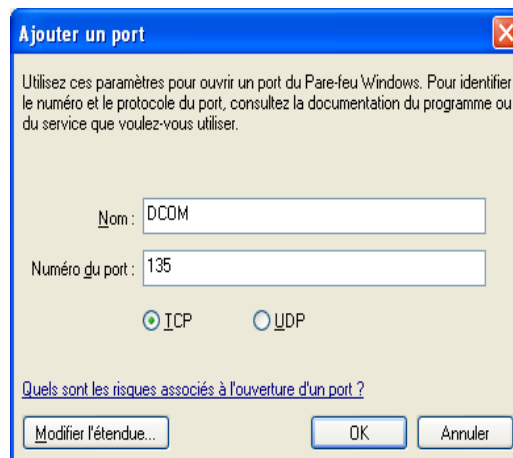 Ajouter un port
Utilisez ces paramètres pour ouvrir un port du Pare-feu Windows. Pour identifier
le numéro et le protocole du port, consultez la documentation du programme ou
du service que voulez-vous utiliser.
Nom : DCOM
Numéro du port : 135
TCP UDP
Quels sont les risques associés à l'ouverture d'un port ?
Modifier l'étendue... OK Annuler